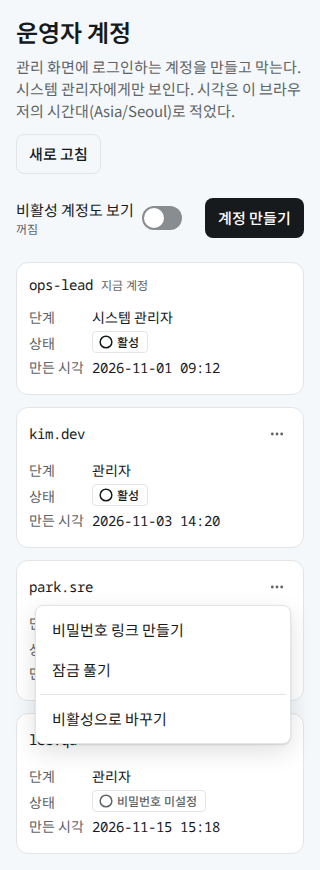 운영자 계정
관리 화면에 로그인하는 계정을 만들고 막는다.
시스템 관리자에게만 보인다. 시각은 이 브라우
저의 시간대(Asia/Seoul)로 적었다.
새로 고침
비활성 계정도 보기
꺼짐
계정 만들기
ops-lead 지금 계정
단계 시스템 관리자
상태 활성
만든 시각 2026-11-01 09:12
kim.dev
단계 관리자
상태 활성
만든 시각 2026-11-03 14:20
park.sre
비밀번호 링크 만들기
잠금 풀기
비활성으로 바꾸기
단계 관리자
상태 비밀번호 미설정
만든 시각 2026-11-15 15:18